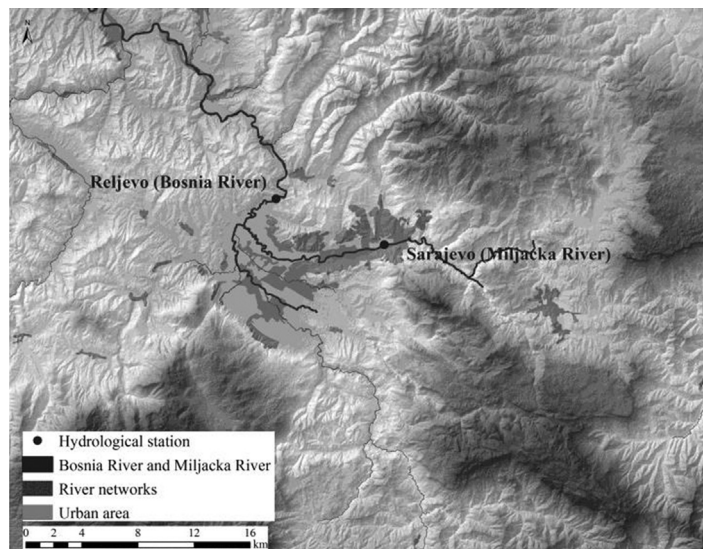 N
Reljevo (Bosnia River)
Sarajevo (Miljacka River)
Hydrological station
Bosnia River and Miljacka River
River networks
Urban area
0 2 4 8 12 16
km